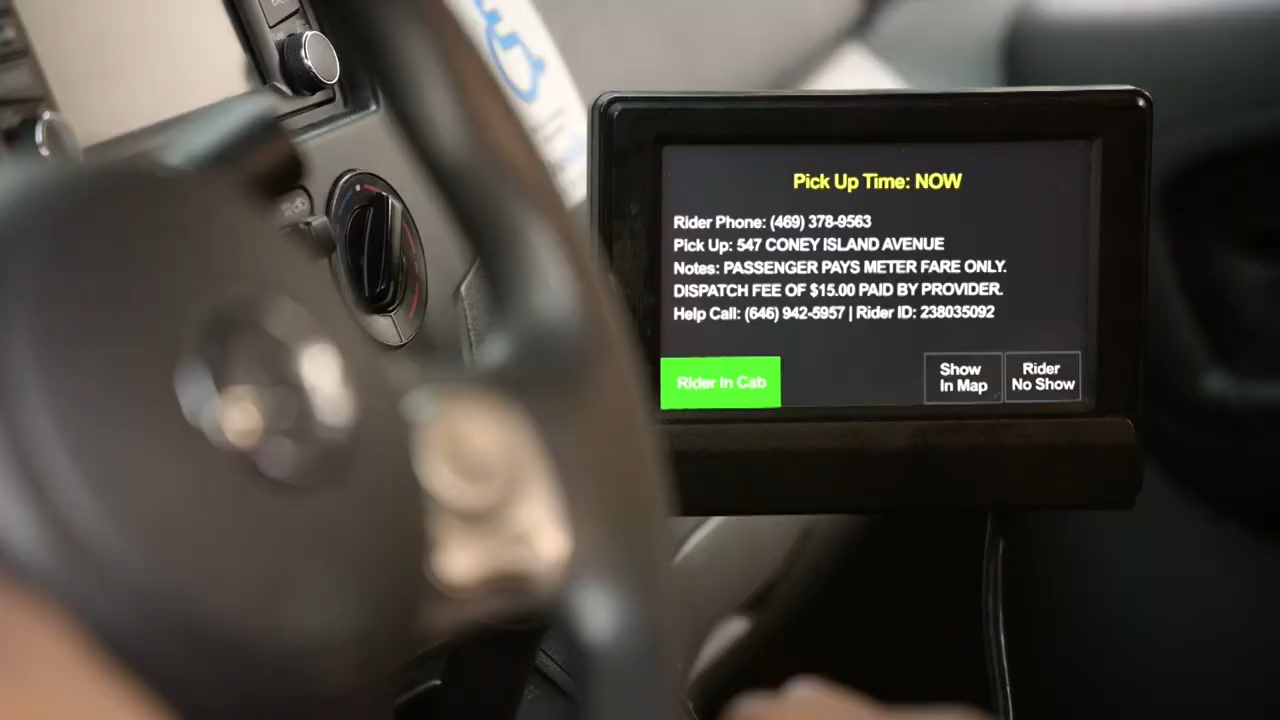 Pick Up Time: NOW
Rider Phone: (469) 378-9563
Pick Up: 547 CONEY ISLAND AVENUE
Notes: PASSENGER PAYS METER FARE ONLY.
DISPATCH FEE OF $15.00 PAID BY PROVIDER.
Help Call: (646) 942-5957 | Rider ID: 238035092
Rider In Cab
Show
In Map
Rider
No Show